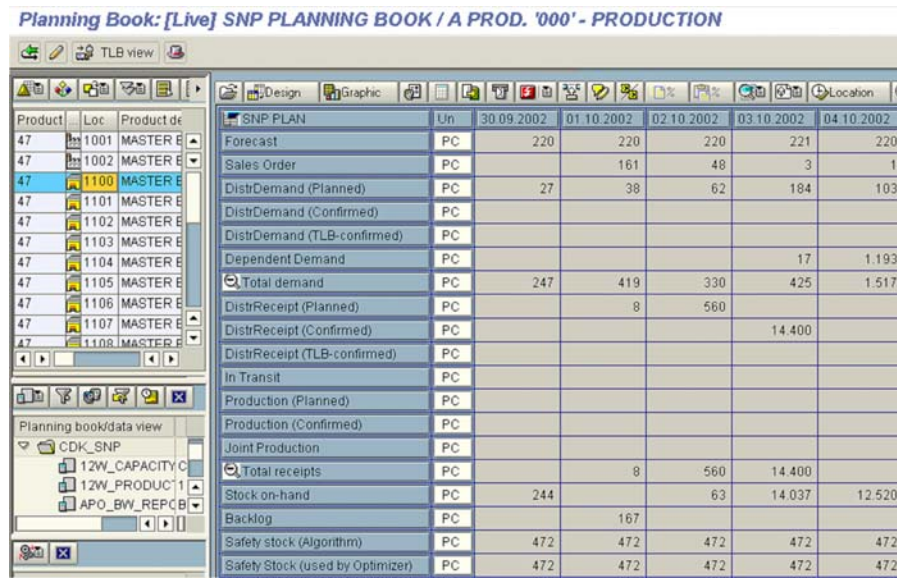 Planning Book: [Live] SNP PLANNING BOOK / A PROD. '000' - PRODUCTION
TLB view
Design Graphic Location
Product ... Loc Product de
47 1001 MASTER E
47 1002 MASTER E
47 1100 MASTER E
47 1101 MASTER E
47 1102 MASTER E
47 1103 MASTER E
47 1104 MASTER E
47 1105 MASTER E
47 1106 MASTER E
47 1107 MASTER E
47 1108 MASTER E
Planning book/data view
CDK_SNP
12W_CAPACITY C
12W_PRODUCT 1
APO_BW_REPO B
SNP PLAN Un 30.09.2002 01.10.2002 02.10.2002 03.10.2002 04.10.2002
Forecast PC 220 220 220 221 220
Sales Order PC 161 48 3 1
DistrDemand (Planned) PC 27 38 62 184 103
DistrDemand (Confirmed) PC
DistrDemand (TLB-confirmed) PC
Dependent Demand PC 17 1.193
Total demand PC 247 419 330 425 1.517
DistrReceipt (Planned) PC 8 560
DistrReceipt (Confirmed) PC 14.400
DistrReceipt (TLB-confirmed) PC
In Transit PC
Production (Planned) PC
Production (Confirmed) PC
Joint Production PC
Total receipts PC 8 560 14.400
Stock on-hand PC 244 63 14.037 12.520
Backlog PC 167
Safety stock (Algorithm) PC 472 472 472 472 472
Safety Stock (used by Optimizer) PC 472 472 472 472 472